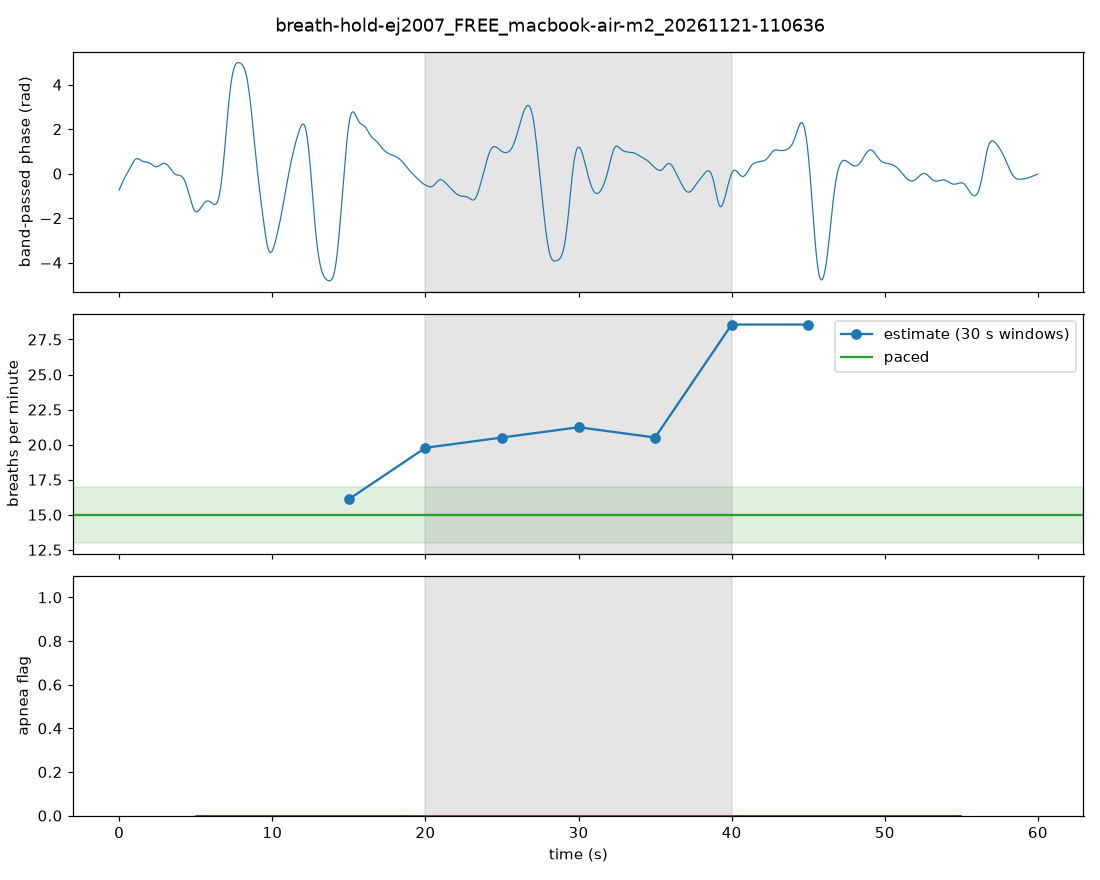 breath-hold-ej2007_FREE_macbook-air-m2_20261121-110636
band-passed phase (rad)
4
2
0
−2
−4
breaths per minute
27.5
25.0
22.5
20.0
17.5
15.0
12.5
estimate (30 s windows)
paced
apnea flag
1.0
0.8
0.6
0.4
0.2
0.0
0 10 20 30 40 50 60
time (s)